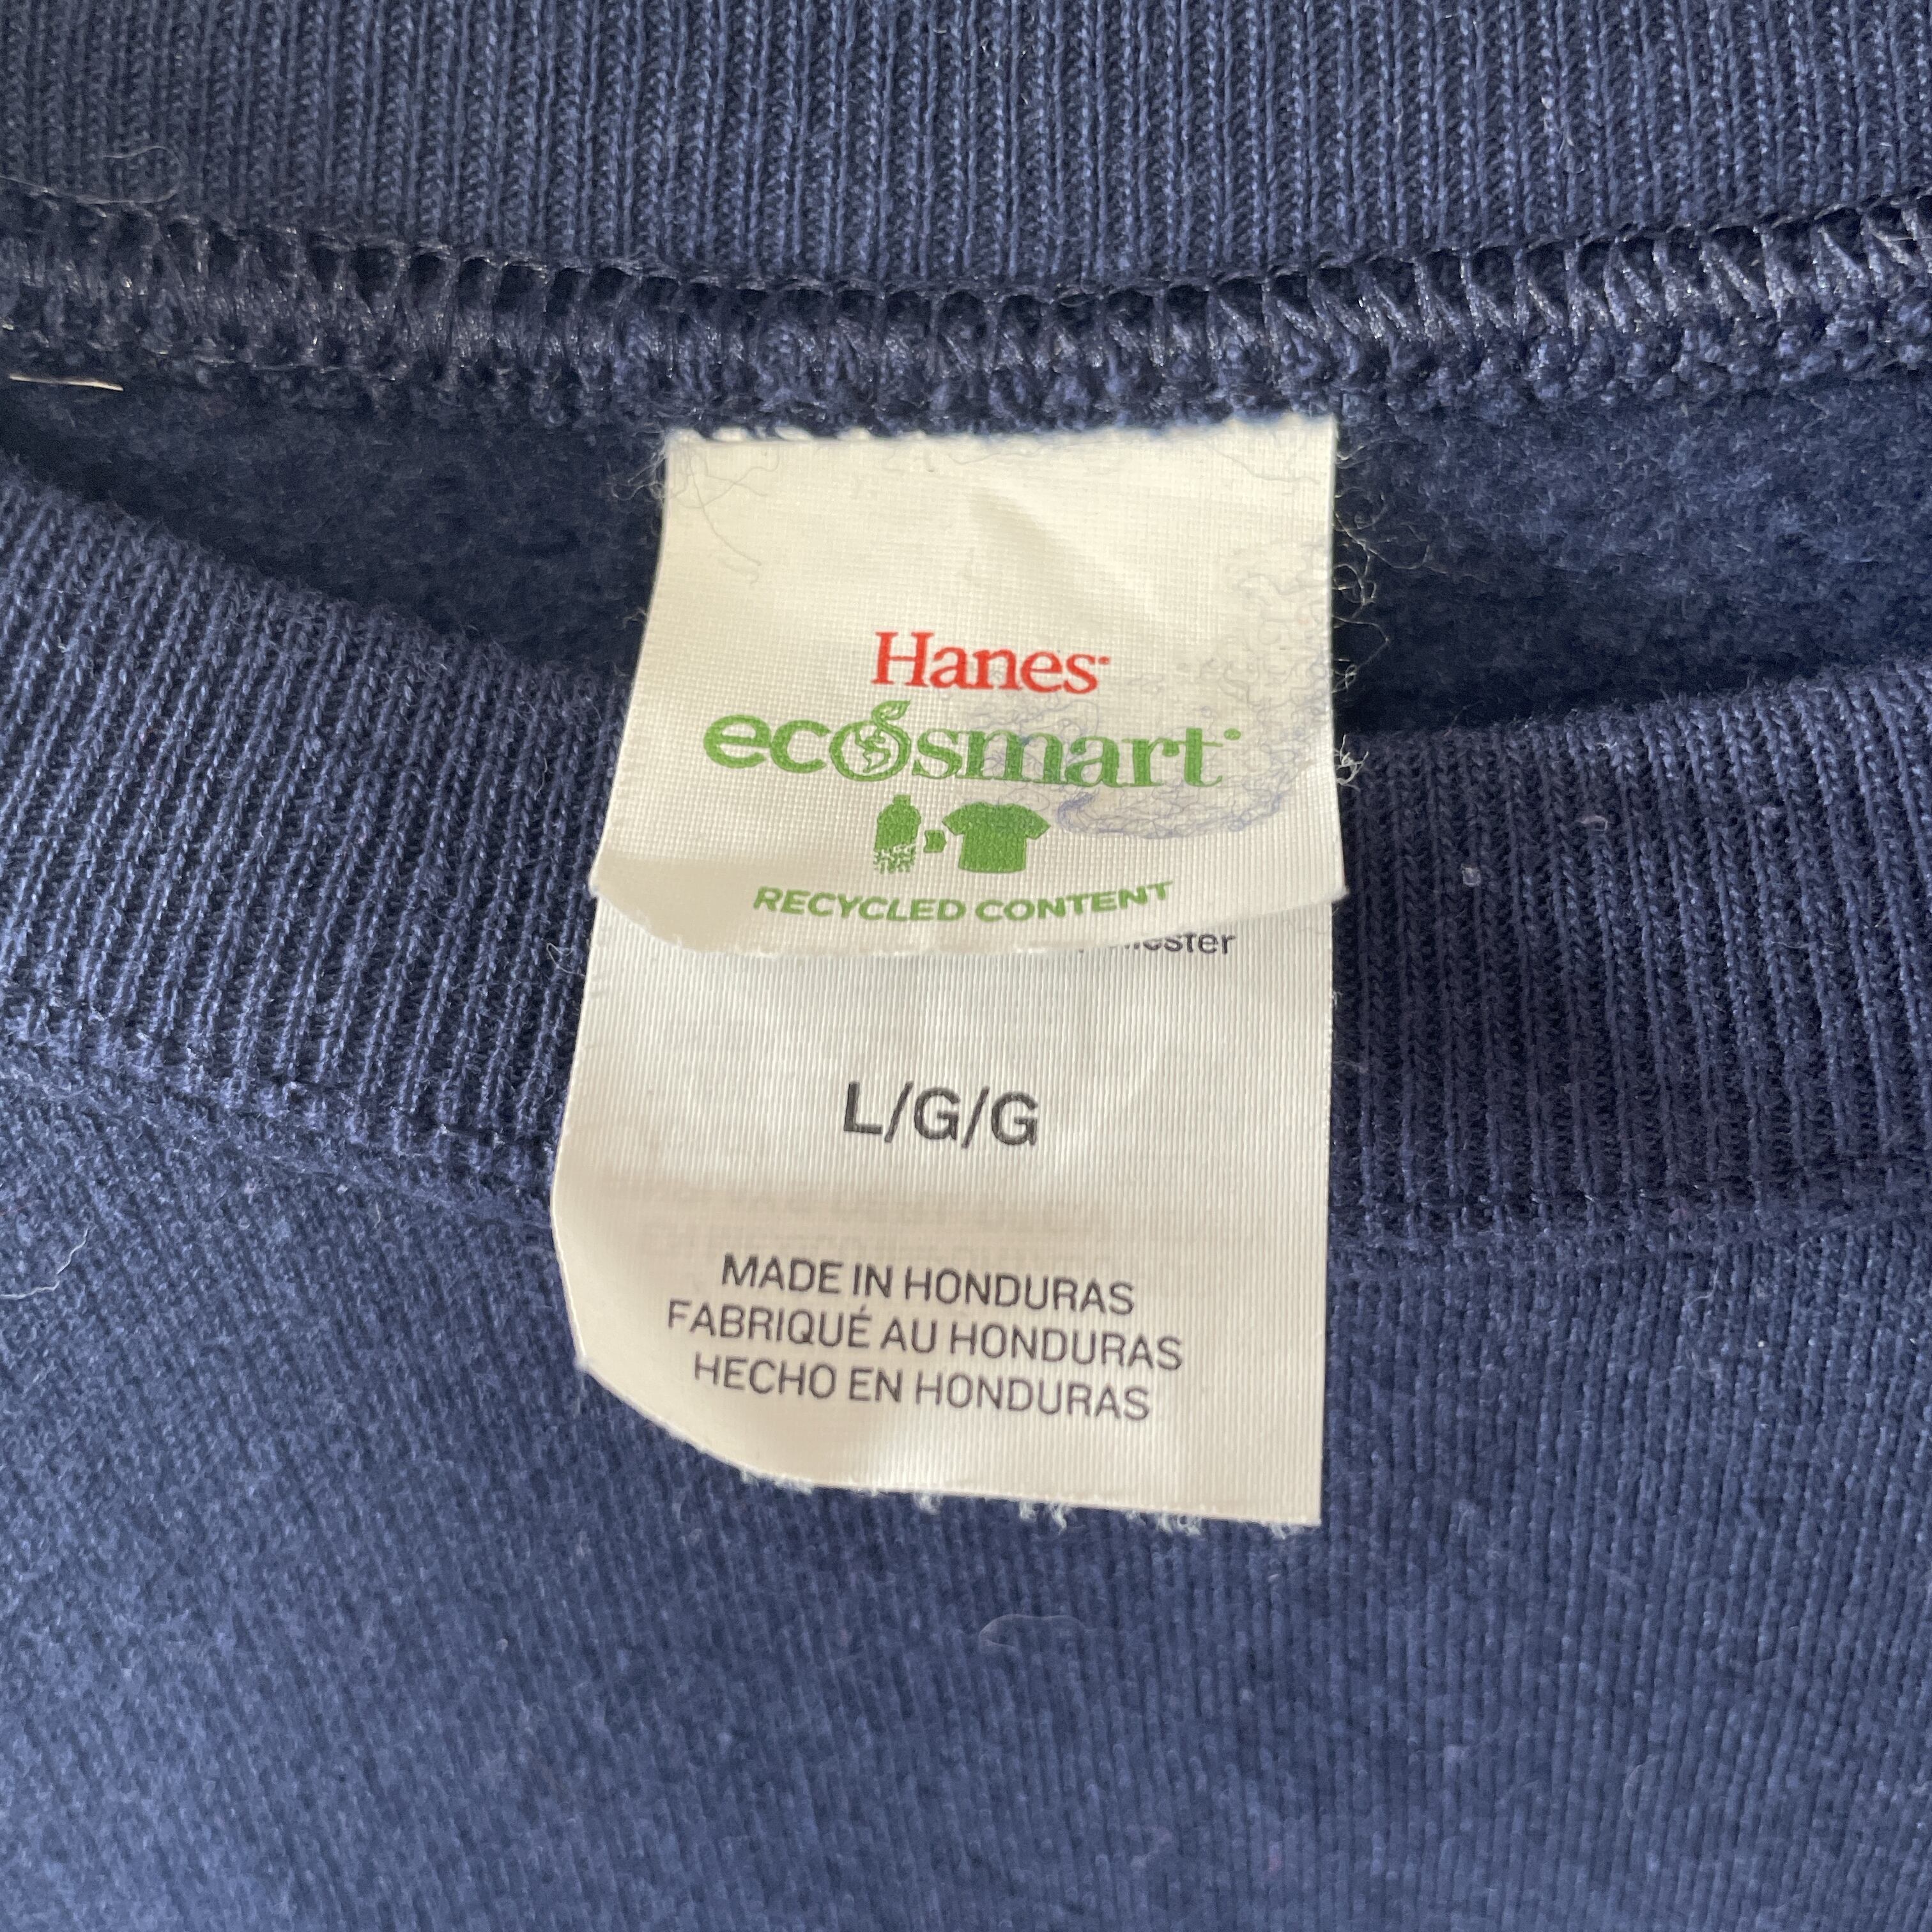 Hanes
ecosmart
RECYCLED CONTENT
L/G/G
MADE IN HONDURAS
FABRIQUÉ AU HONDURAS
HECHO EN HONDURAS